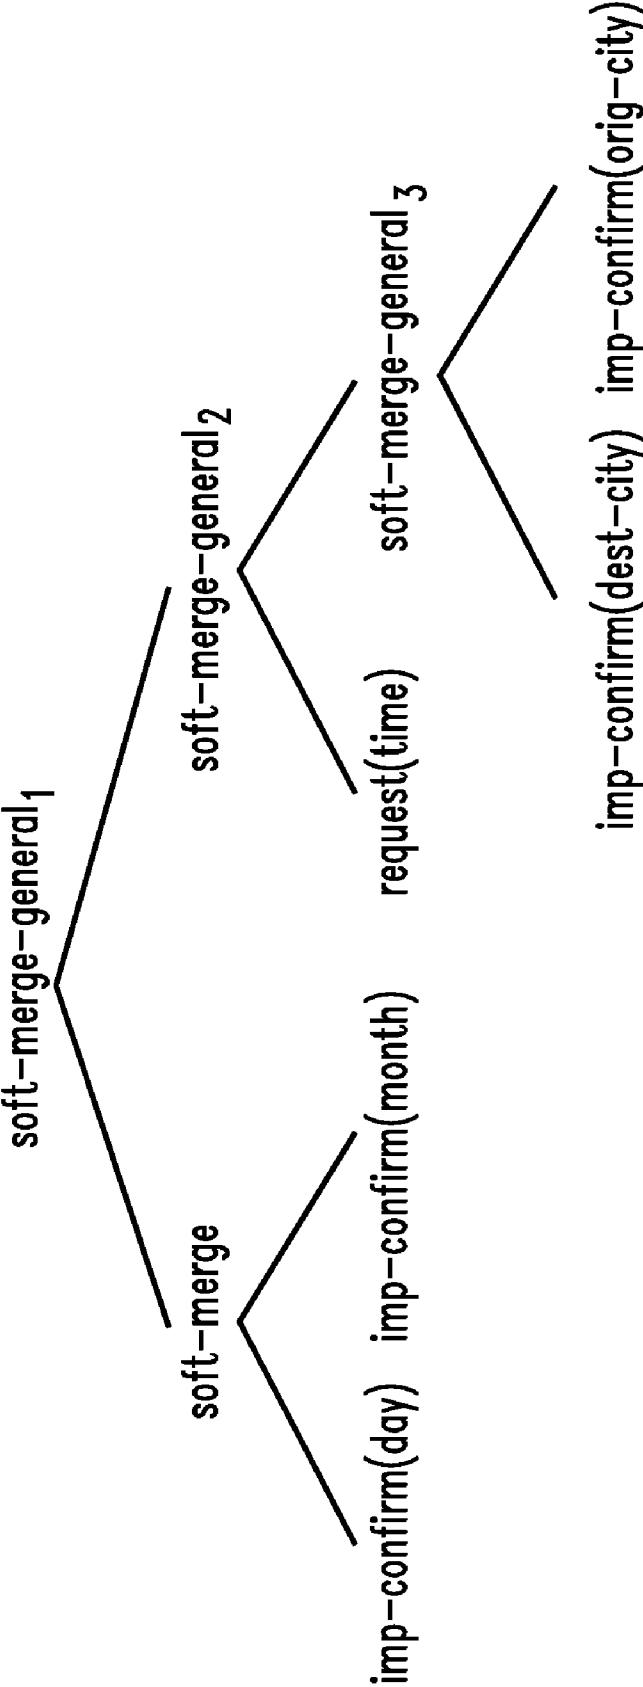 soft-merge-general1
soft-merge
soft-merge-general2
imp-confirm(day)
imp-confirm(month)
request(time)
soft-merge-general3
imp-confirm(dest-city)
imp-confirm(orig-city)